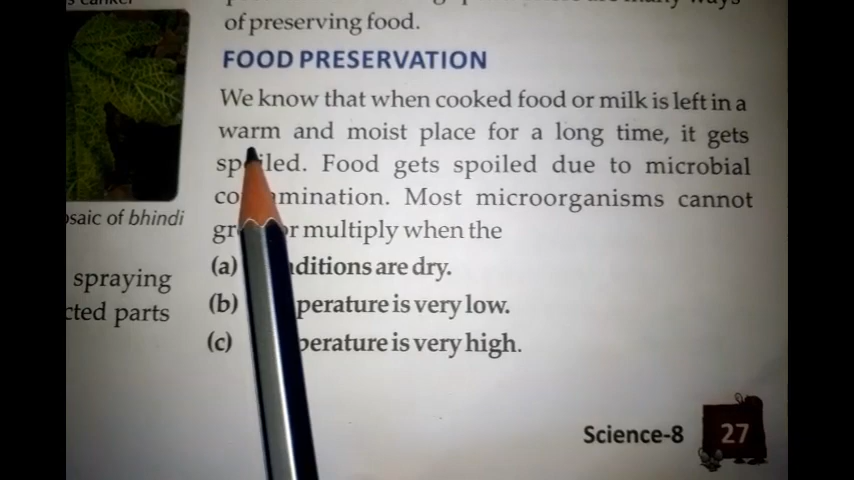 of preserving food.
FOOD PRESERVATION
We know that when cooked food or milk is left in a
warm and moist place for a long time, it gets
spoiled. Food gets spoiled due to microbial
contamination. Most microorganisms cannot
grow or multiply when the
(a) conditions are dry.
(b) temperature is very low.
(c) temperature is very high.
saic of bhindi
spraying
cted parts
Science-8 27